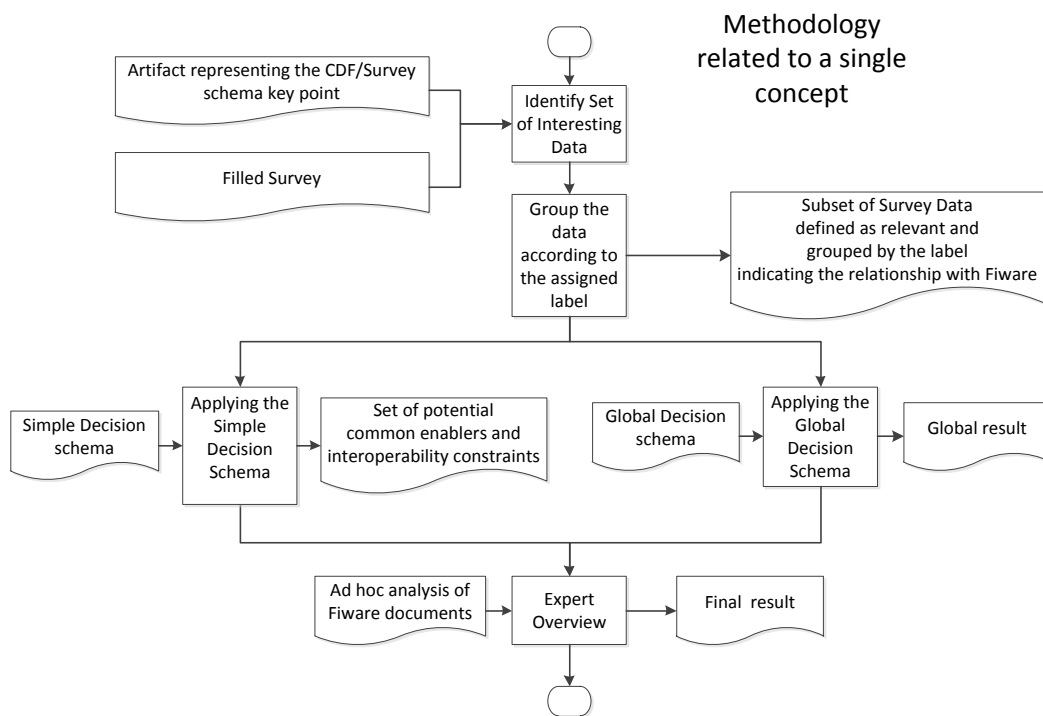 Methodology
related to a single
concept
Artifact representing the CDF/Survey
schema key point
Identify Set
of Interesting
Data
Filled Survey
Group the
data
according to
the assigned
label
Subset of Survey Data
defined as relevant and
grouped by the label
indicating the relationship with Fiware
Simple Decision
schema
Applying the
Simple
Decision
Schema
Set of potential
common enablers and
interoperability constraints
Global Decision
schema
Applying the
Global
Decision
Schema
Global result
Ad hoc analysis of
Fiware documents
Expert
Overview
Final result